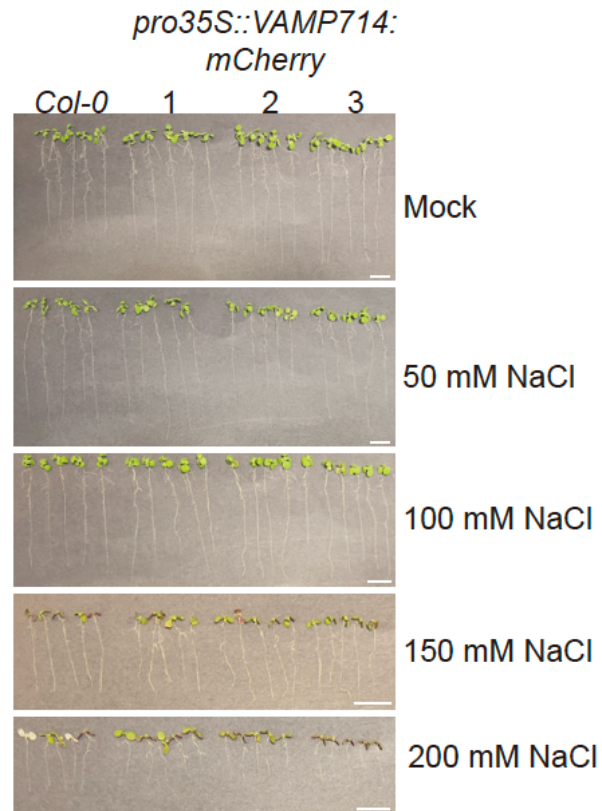 pro35S::VAMP714:
mCherry
Col-0 1 2 3
Mock
50 mM NaCl
100 mM NaCl
150 mM NaCl
200 mM NaCl